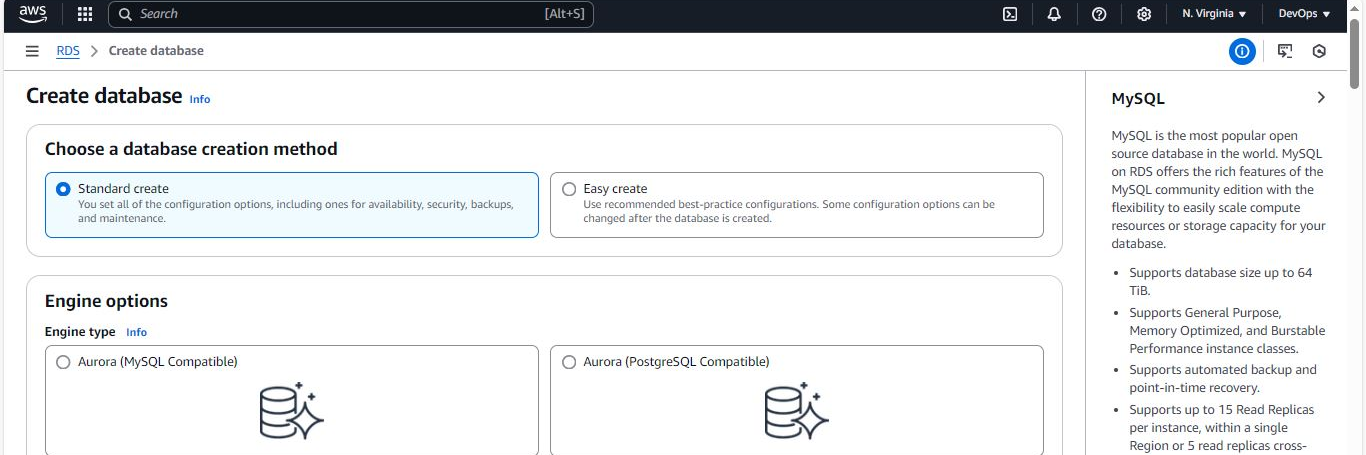 aws
Search
[Alt+S]
N. Virginia
DevOps
RDS
Create database
Create database
Info
Choose a database creation method
Standard create
You set all of the configuration options, including ones for availability, security, backups,
and maintenance.
Easy create
Use recommended best-practice configurations. Some configuration options can be
changed after the database is created.
Engine options
Engine type
Info
Aurora (MySQL Compatible)
Aurora (PostgreSQL Compatible)
MySQL
MySQL is the most popular open
source database in the world. MySQL
on RDS offers the rich features of the
MySQL community edition with the
flexibility to easily scale compute
resources or storage capacity for your
database.
• Supports database size up to 64
TiB.
• Supports General Purpose,
Memory Optimized, and Burstable
Performance instance classes.
• Supports automated backup and
point-in-time recovery.
• Supports up to 15 Read Replicas
per instance, within a single
Region or 5 read replicas cross-